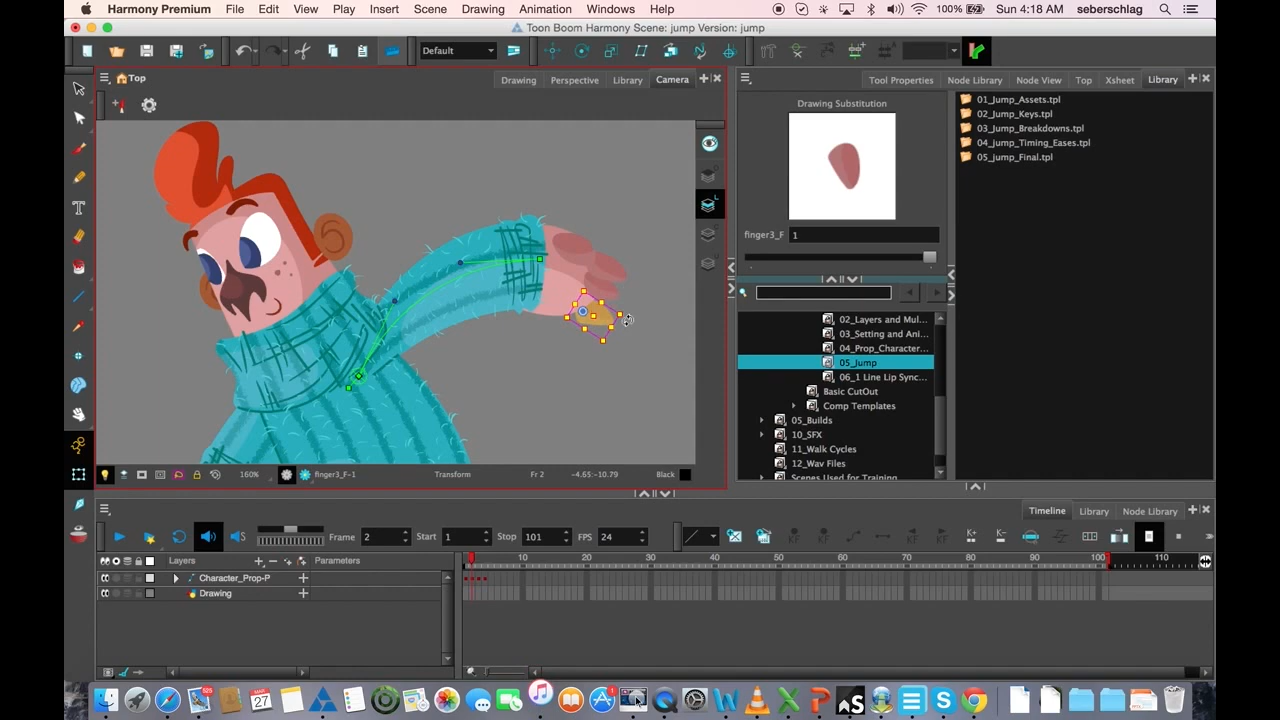 Harmony Premium File Edit View Play Insert Scene Drawing Animation Windows Help 100% Sun 4:18 AM seberschlag
Toon Boom Harmony Scene: jump Version: jump
Default
Top Drawing Perspective Library Camera
Tool Properties Node Library Node View Top Xsheet Library
Drawing Substitution
01_Jump_Assets.tpl
02_Jump_Keys.tpl
03_Jump_Breakdowns.tpl
04_jump_Timing_Eases.tpl
05_jump_Final.tpl
finger3_F 1
02_Layers and Mul...
03_Setting and Ani...
04_Prop_Character...
05_Jump
06_1 Line Lip Sync...
Basic CutOut
Comp Templates
05_Builds
10_SFX
11_Walk Cycles
12_Wav Files
Scenes Used for Training
160% finger3_F-1 Transform Fr 2 -4.65:-10.79 Black
Timeline Library Node Library
Frame 2 Start 1 Stop 101 FPS 24
Layers Parameters 10 20 30 40 50 60 70 80 90 100 110
Character_Prop-P
Drawing